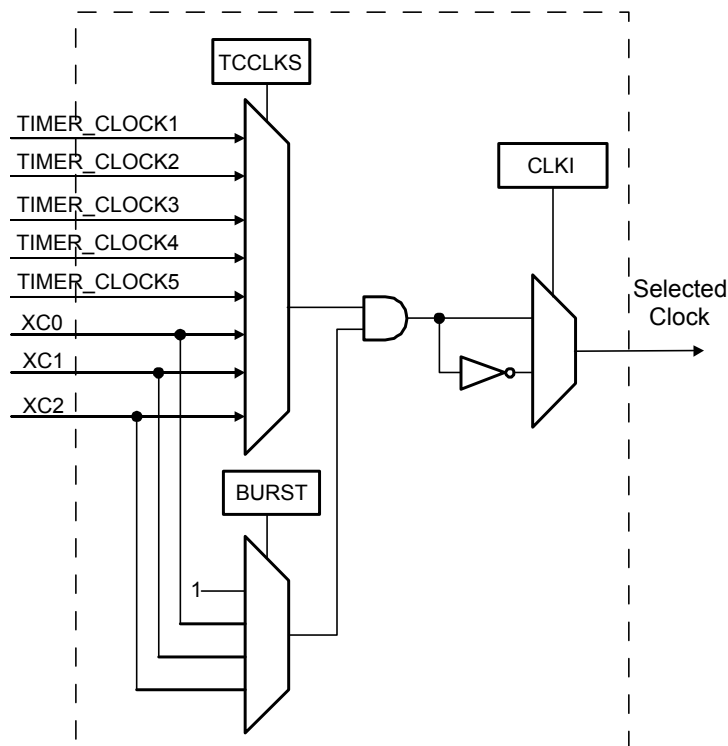 TCCLKS
TIMER_CLOCK1
TIMER_CLOCK2
TIMER_CLOCK3
TIMER_CLOCK4
TIMER_CLOCK5
XC0
XC1
XC2
CLKI
Selected
Clock
BURST
1